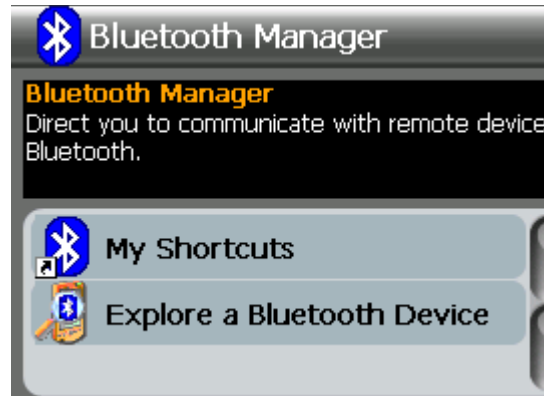 Bluetooth Manager
Bluetooth Manager
Direct you to communicate with remote device
Bluetooth.
My Shortcuts
Explore a Bluetooth Device